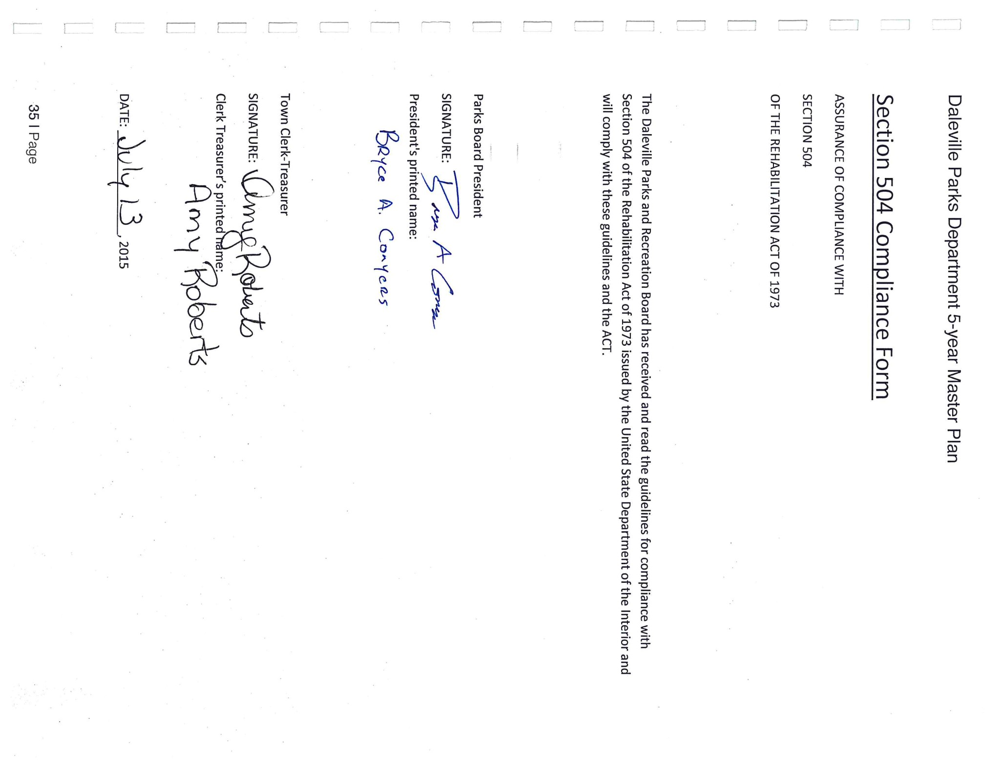 Daleville Parks Department 5-year Master Plan
Section 504 Compliance Form
ASSURANCE OF COMPLIANCE WITH
SECTION 504
OF THE REHABILITATION ACT OF 1973
The Daleville Parks and Recreation Board has received and read the guidelines for compliance with
Section 504 of the Rehabilitation Act of 1973 issued by the United State Department of the Interior and
will comply with these guidelines and the ACT.
Parks Board President
SIGNATURE: Bryce A Conyers
President's printed name:
BRyce A. Conyers
Town Clerk-Treasurer
SIGNATURE: Amy Roberts
Clerk Treasurer's printed name:
Amy Roberts
DATE: July 13, 2015
35 I Page